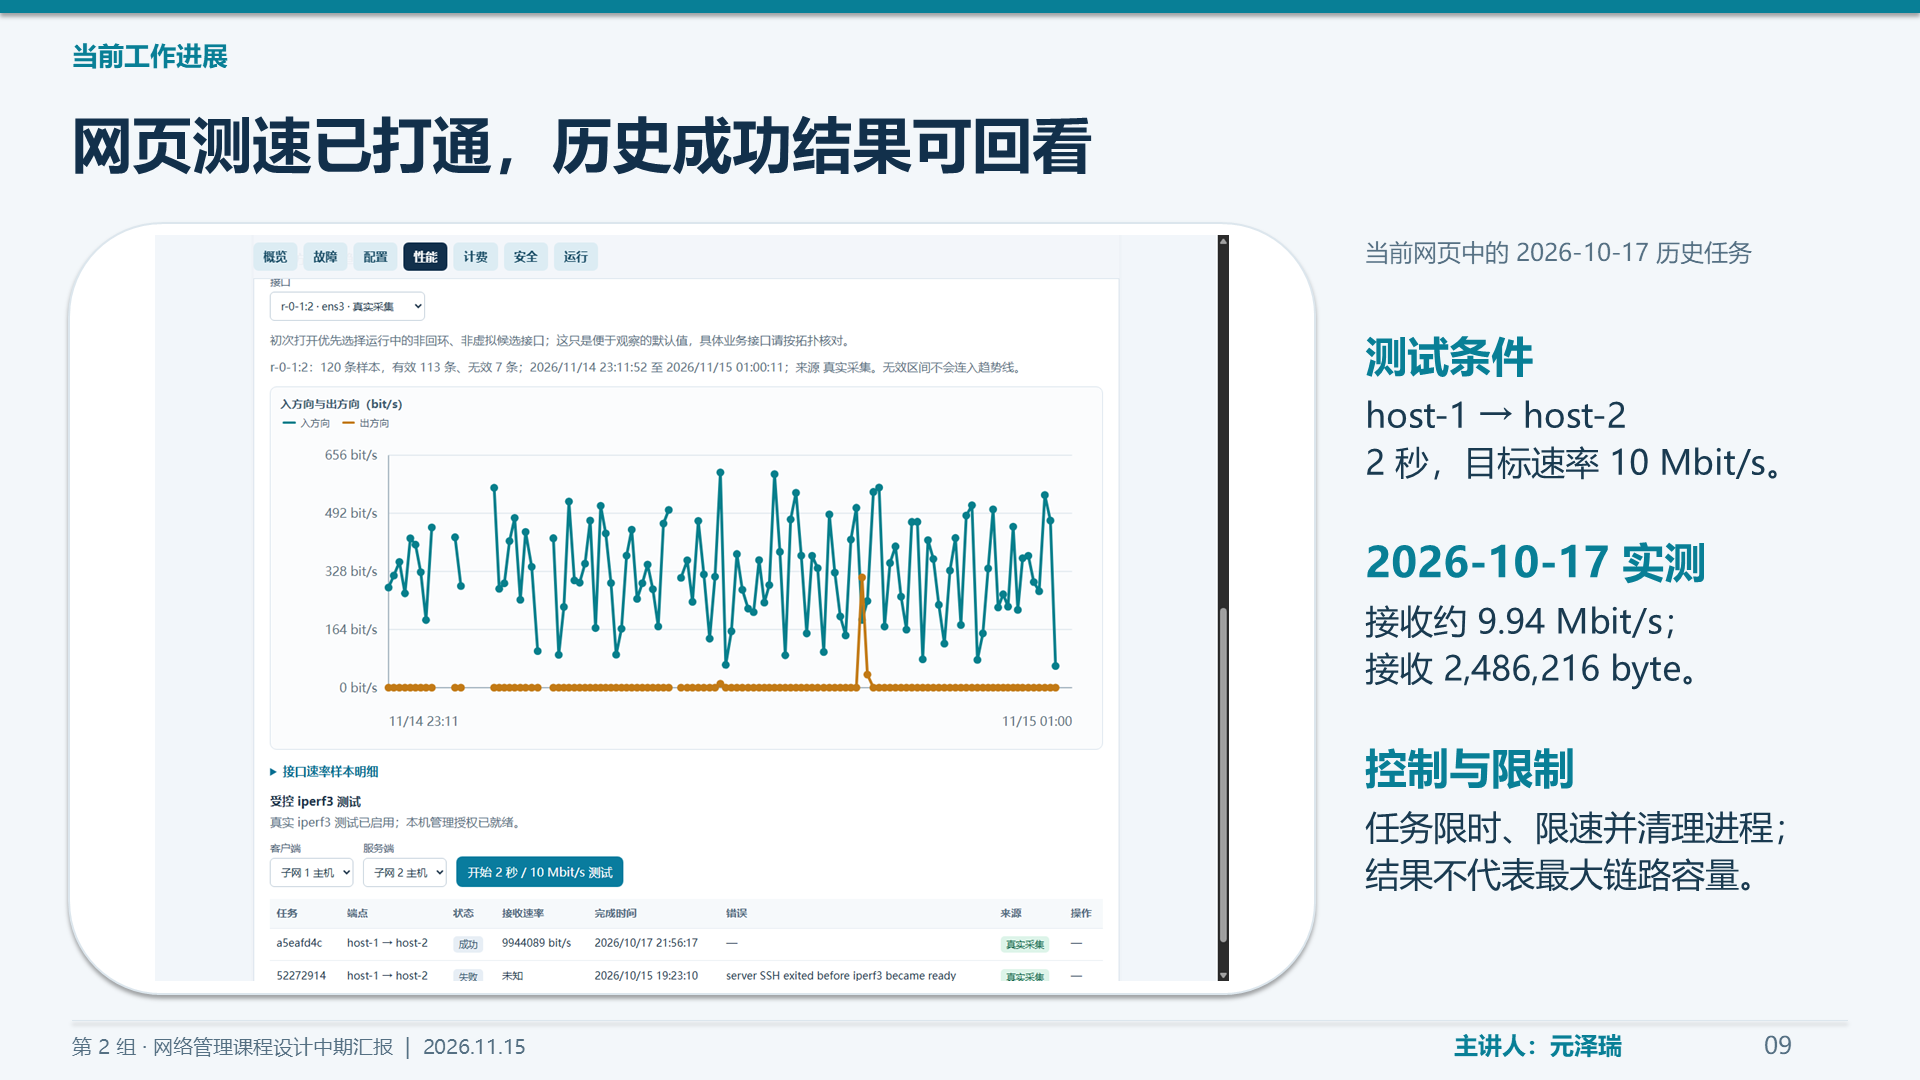 当前工作进展
网页测速已打通，历史成功结果可回看
概览 故障 配置 性能 计费 安全 运行
接口
r-0-1:2 · ens3 · 真实采集
初次打开优先选择运行中的非回环、非虚拟候选接口；这只是便于观察的默认值，具体业务接口请按拓扑核对。
r-0-1:2：120 条样本，有效 113 条、无效 7 条；2026/11/14 23:11:52 至 2026/11/15 01:00:11；来源 真实采集。无效区间不会连入趋势线。
入方向与出方向（bit/s）
入方向 出方向
656 bit/s
492 bit/s
328 bit/s
164 bit/s
0 bit/s
11/14 23:11 11/15 01:00
接口速率样本明细
受控 iperf3 测试
真实 iperf3 测试已启用；本机管理授权已就绪。
客户端 服务端
子网 1 主机 子网 2 主机 开始 2 秒 / 10 Mbit/s 测试
任务 端点 状态 接收速率 完成时间 错误 来源 操作
a5eafd4c host-1 → host-2 成功 9944089 bit/s 2026/10/17 21:56:17 — 真实采集 —
52272914 host-1 → host-2 失败 未知 2026/10/15 19:23:10 server SSH exited before iperf3 became ready 真实采集 —
当前网页中的 2026-10-17 历史任务
测试条件
host-1 → host-2
2 秒，目标速率 10 Mbit/s。
2026-10-17 实测
接收约 9.94 Mbit/s；
接收 2,486,216 byte。
控制与限制
任务限时、限速并清理进程；
结果不代表最大链路容量。
第 2 组 · 网络管理课程设计中期汇报 | 2026.11.15
主讲人：元泽瑞
09